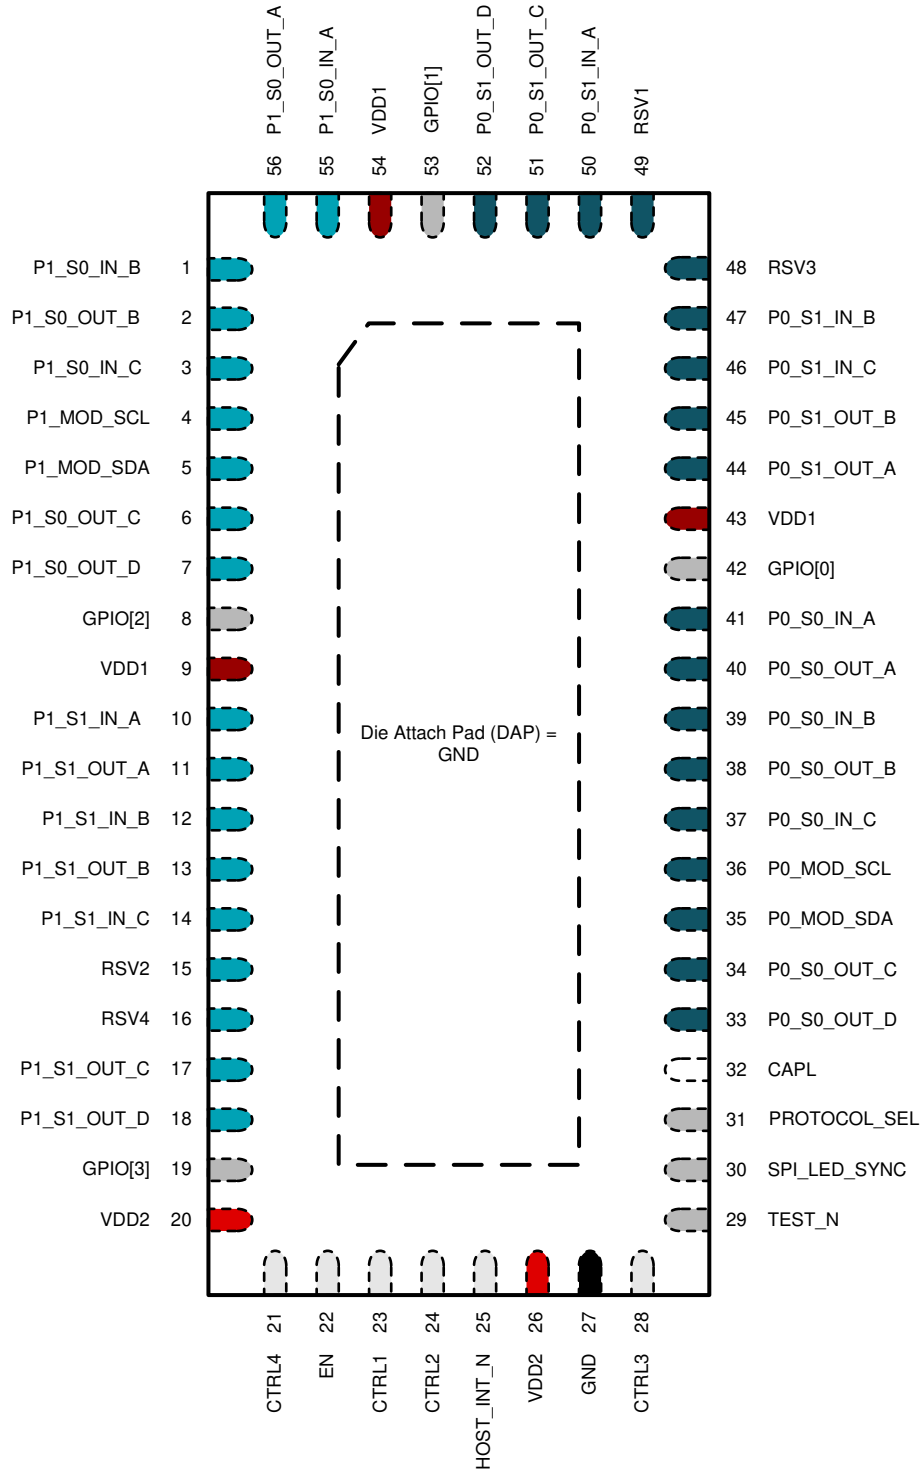 P1_S0_OUT_A
P1_S0_IN_A
VDD1
GPIO[1]
P0_S1_OUT_D
P0_S1_OUT_C
P0_S1_IN_A
RSV1
56 55 54 53 52 51 50 49
P1_S0_IN_B 1
48 RSV3
P1_S0_OUT_B 2
47 P0_S1_IN_B
P1_S0_IN_C 3
46 P0_S1_IN_C
P1_MOD_SCL 4
45 P0_S1_OUT_B
P1_MOD_SDA 5
44 P0_S1_OUT_A
P1_S0_OUT_C 6
43 VDD1
P1_S0_OUT_D 7
42 GPIO[0]
GPIO[2] 8
41 P0_S0_IN_A
VDD1 9
40 P0_S0_OUT_A
P1_S1_IN_A 10
39 P0_S0_IN_B
Die Attach Pad (DAP) =
GND
P1_S1_OUT_A 11
38 P0_S0_OUT_B
P1_S1_IN_B 12
37 P0_S0_IN_C
P1_S1_OUT_B 13
36 P0_MOD_SCL
P1_S1_IN_C 14
35 P0_MOD_SDA
RSV2 15
34 P0_S0_OUT_C
RSV4 16
33 P0_S0_OUT_D
P1_S1_OUT_C 17
32 CAPL
P1_S1_OUT_D 18
31 PROTOCOL_SEL
GPIO[3] 19
30 SPI_LED_SYNC
VDD2 20
29 TEST_N
21 22 23 24 25 26 27 28
CTRL4
EN
CTRL1
CTRL2
HOST_INT_N
VDD2
GND
CTRL3